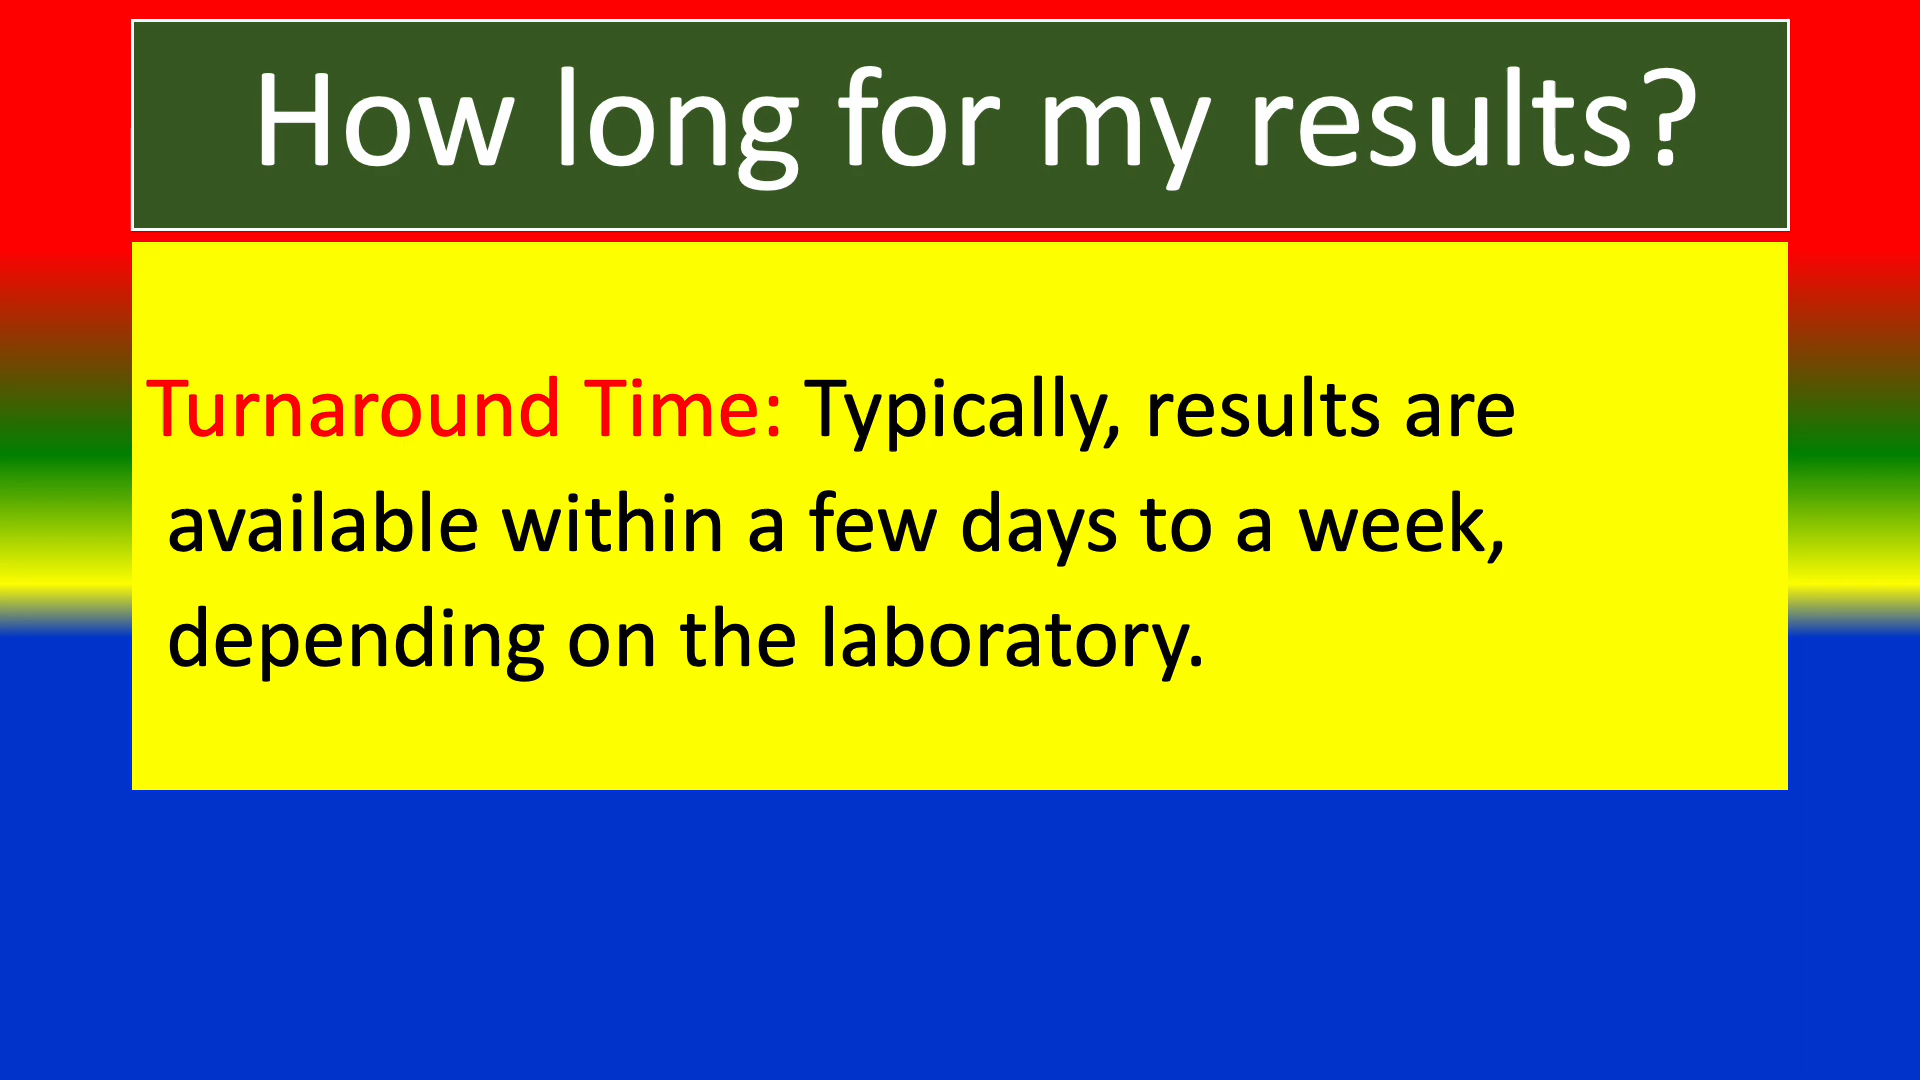 How long for my results?
Turnaround Time: Typically, results are
available within a few days to a week,
depending on the laboratory.